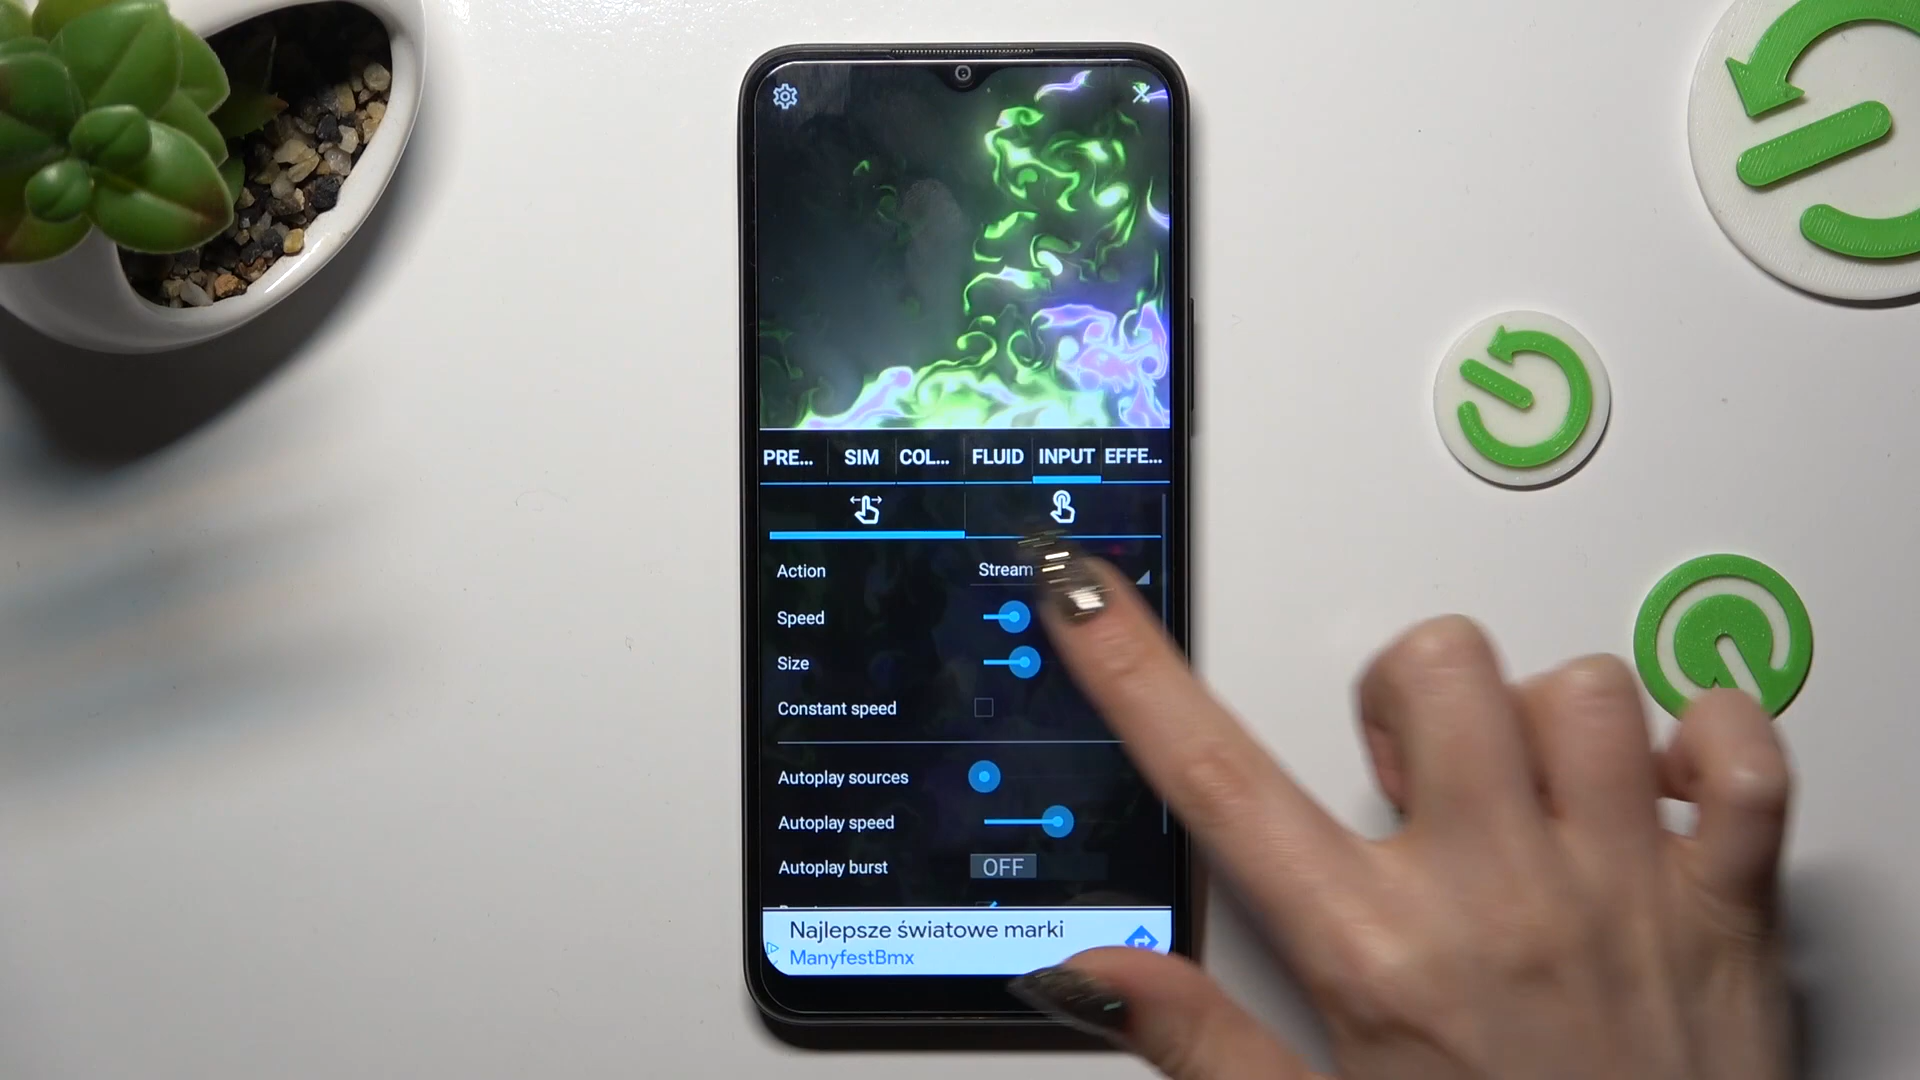 PRE... SIM COL... FLUID INPUT EFFE...
Action Stream
Speed
Size
Constant speed
Autoplay sources
Autoplay speed
Autoplay burst OFF
Najlepsze światowe marki
ManyfestBmx